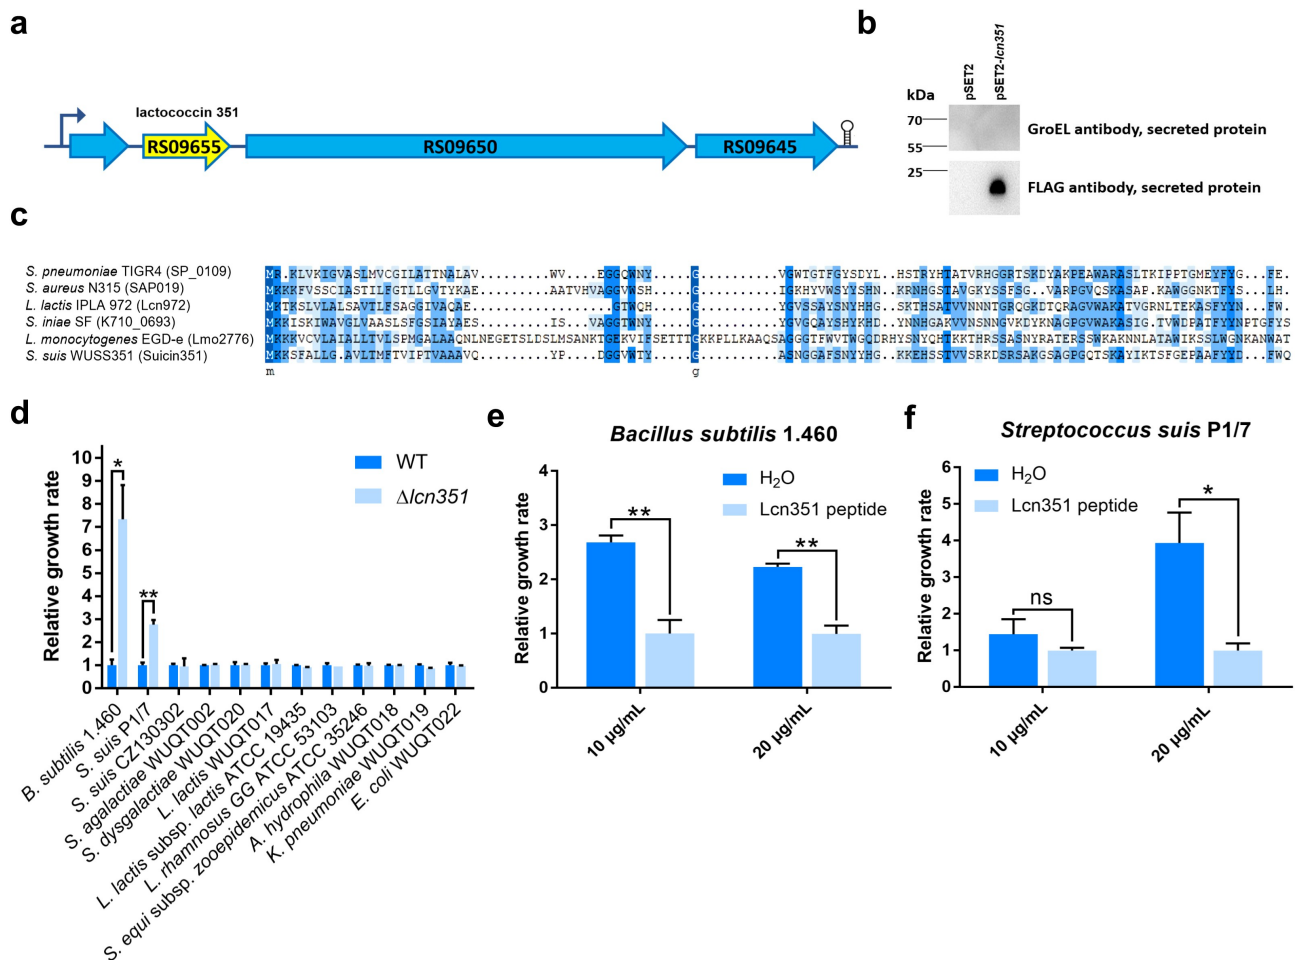 a
lactococcin 351
RS09655
RS09650
RS09645
b
pSET2
pSET2-lcn351
kDa
70
55
25
GroEL antibody, secreted protein
FLAG antibody, secreted protein
c
S. pneumoniae TIGR4 (SP_0109)
S. aureus N315 (SAP019)
L. lactis IPLA 972 (Lcn972)
S. iniae SF (K710_0693)
L. monocytogenes EGD-e (Lmo2776)
S. suis WUSS351 (Suicin351)
m
g
d
Relative growth rate
10
9
8
7
6
5
4
3
2
1
0
*
**
WT
Δlcn351
B. subtilis 1.460
S. suis P1/7
S. suis CZ130302
S. agalactiae WUQT002
S. dysgalactiae WUQT020
L. lactis WUQT017
L. lactis subsp. lactis ATCC 19435
L. rhamnosus GG ATCC 53103
S. equi subsp. zooepidemicus ATCC 35246
A. hydrophila WUQT018
K. pneumoniae WUQT019
E. coli WUQT022
e
Bacillus subtilis 1.460
Relative growth rate
4
3
2
1
0
H₂O
Lcn351 peptide
**
**
10 µg/mL
20 µg/mL
f
Streptococcus suis P1/7
Relative growth rate
6
5
4
3
2
1
0
H₂O
Lcn351 peptide
ns
*
10 µg/mL
20 µg/mL